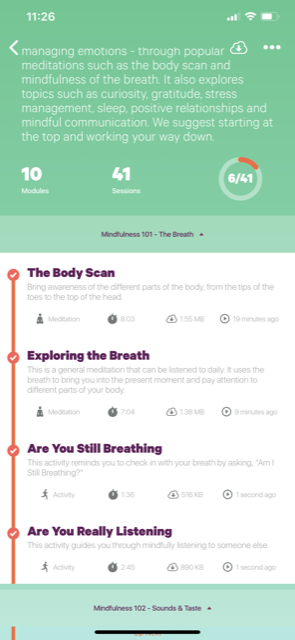 11:26
managing emotions - through popular
meditations such as the body scan and
mindfulness of the breath. It also explores
topics such as curiosity, gratitude, stress
management, sleep, positive relationships and
mindful communication. We suggest starting at
the top and working your way down.
10
Modules
41
Sessions
6/41
Mindfulness 101 - The Breath
The Body Scan
Bring awareness of the different parts of the body, from the tips of the
toes to the top of the head.
Meditation 8:03 1.55 MB 19 minutes ago
Exploring the Breath
This is a general meditation that can be listened to daily. It uses the
breath to bring you into the present moment and pay attention to
different parts of your body.
Meditation 7:04 1.38 MB 9 minutes ago
Are You Still Breathing
This activity reminds you to check in with your breath by asking, "Am I
Still Breathing?"
Activity 1:36 516 KB 1 second ago
Are You Really Listening
This activity guides you through mindfully listening to someone else.
Activity 2:45 890 KB 1 second ago
Mindfulness 102 - Sounds & Taste